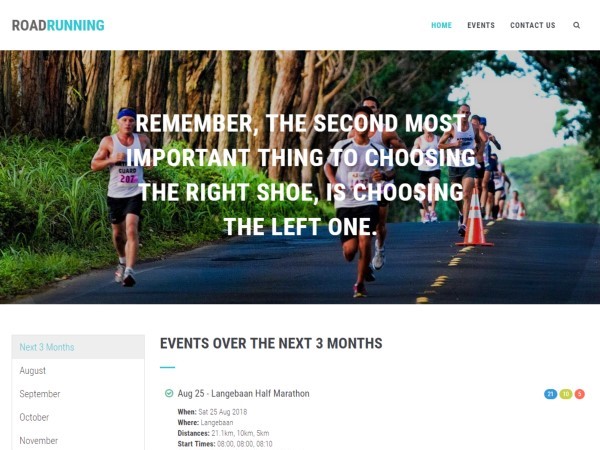 ROADRUNNING
HOME EVENTS CONTACT US
REMEMBER, THE SECOND MOST
IMPORTANT THING TO CHOOSING
THE RIGHT SHOE, IS CHOOSING
THE LEFT ONE.
GUARD
287
Next 3 Months
August
September
October
November
EVENTS OVER THE NEXT 3 MONTHS
Aug 25 - Langebaan Half Marathon
21 10 5
When: Sat 25 Aug 2018
Where: Langebaan
Distances: 21.1km, 10km, 5km
Start Times: 08:00, 08:00, 08:10